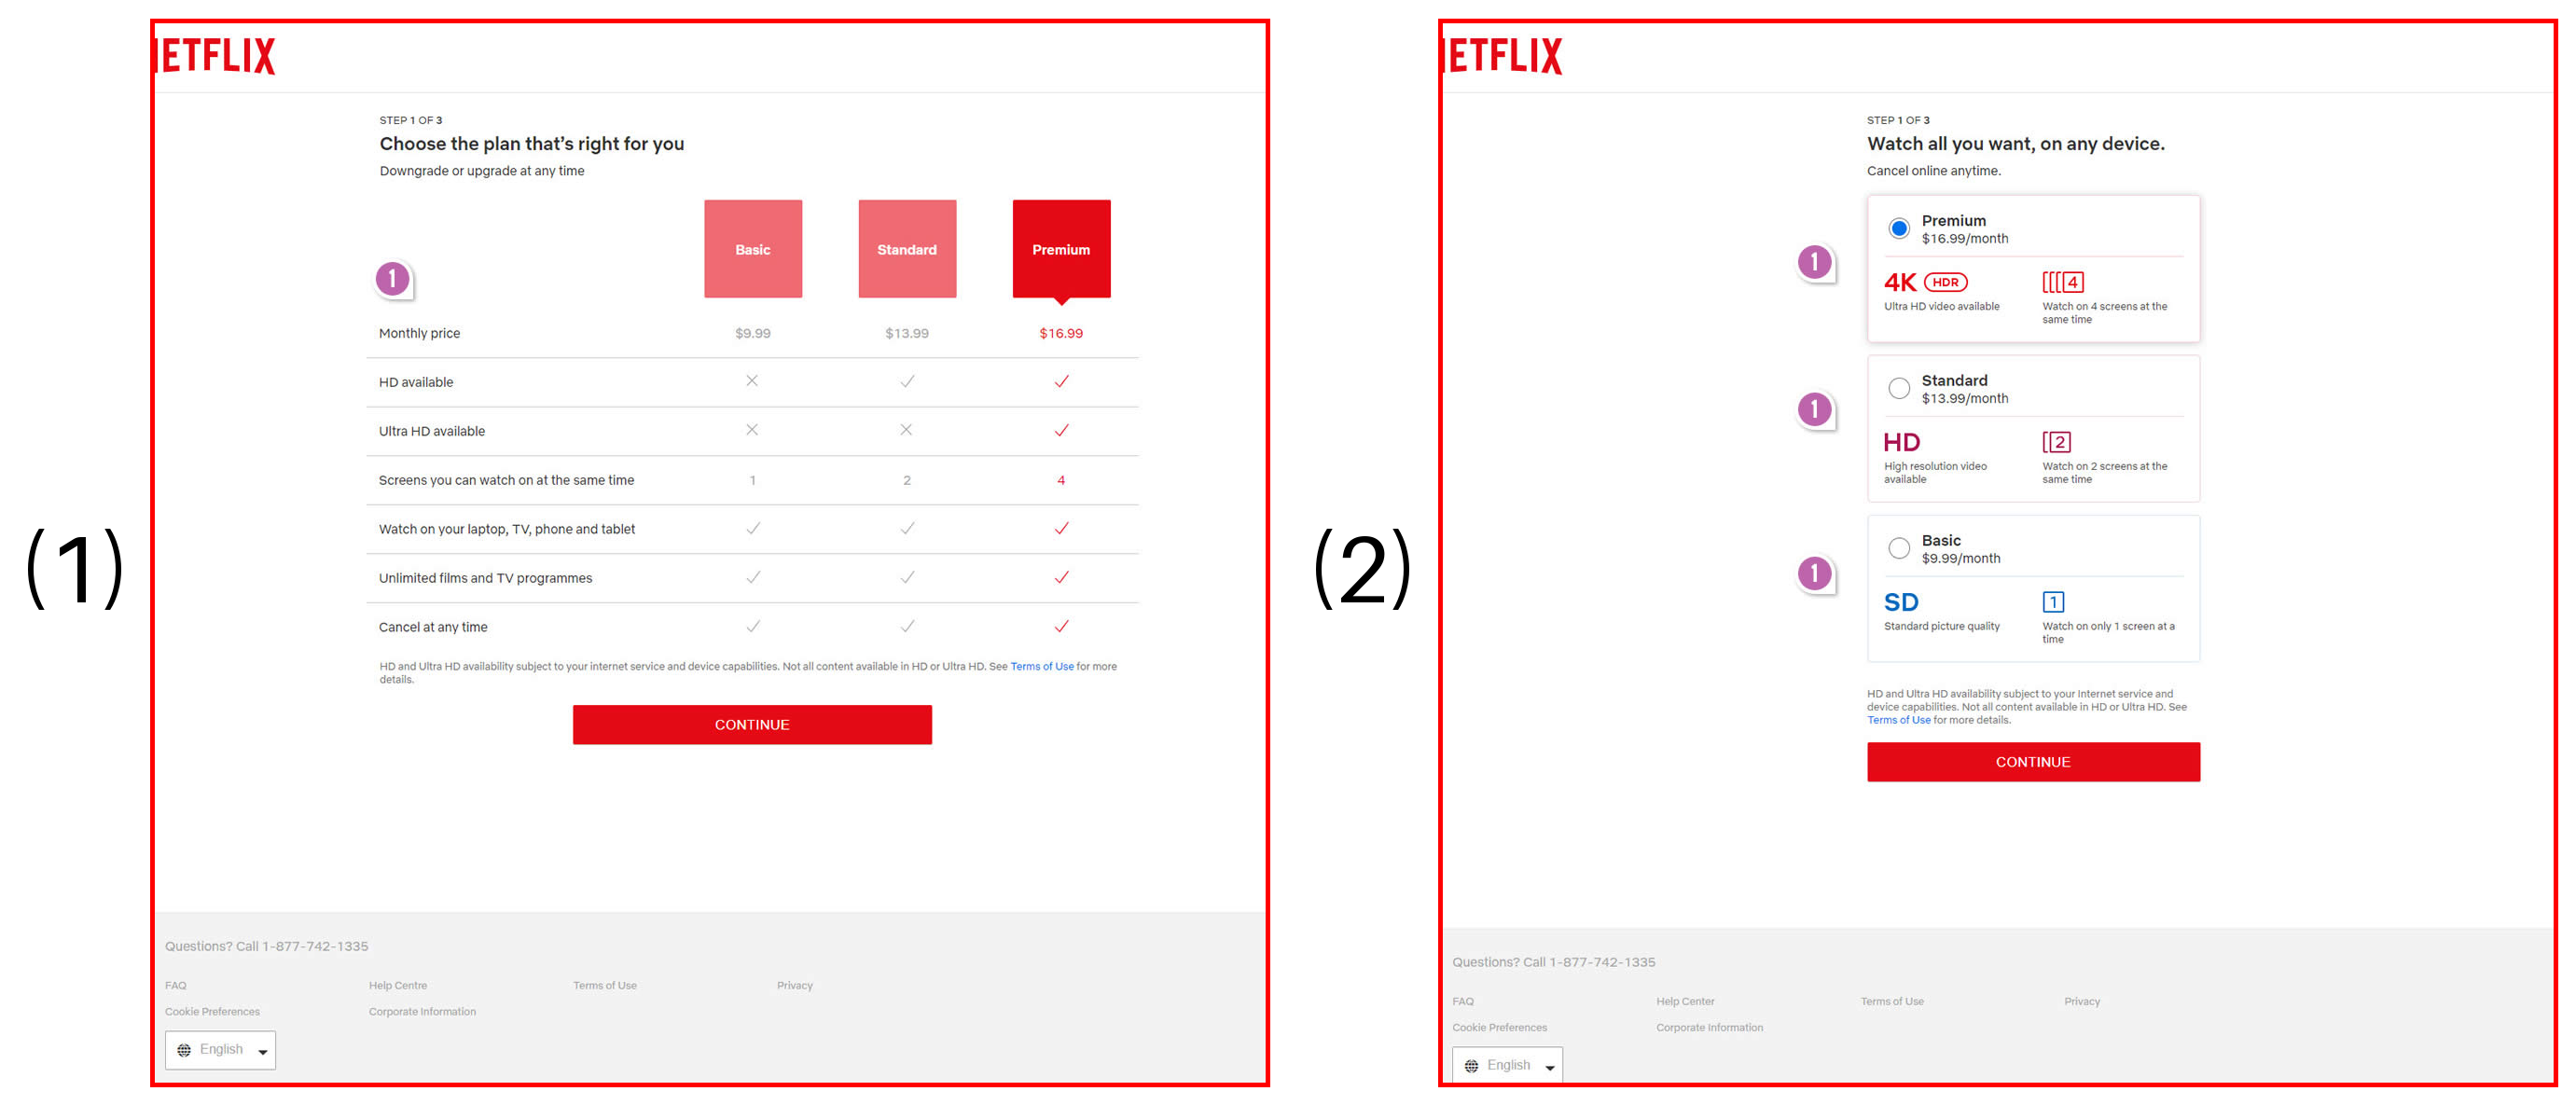 (1)
NETFLIX
STEP 1 OF 3
Choose the plan that's right for you
Downgrade or upgrade at any time
Basic Standard Premium
1
Monthly price $9.99 $13.99 $16.99
HD available
Ultra HD available
Screens you can watch on at the same time 1 2 4
Watch on your laptop, TV, phone and tablet
Unlimited films and TV programmes
Cancel at any time
HD and Ultra HD availability subject to your internet service and device capabilities. Not all content available in HD or Ultra HD. See Terms of Use for more
details.
CONTINUE
Questions? Call 1-877-742-1335
FAQ Help Centre Terms of Use Privacy
Cookie Preferences Corporate Information
English
(2)
NETFLIX
STEP 1 OF 3
Watch all you want, on any device.
Cancel online anytime.
1
Premium
$16.99/month
4K HDR 4
Ultra HD video available
Watch on 4 screens at the
same time
1
Standard
$13.99/month
HD 2
High resolution video
available
Watch on 2 screens at the
same time
1
Basic
$9.99/month
SD 1
Standard picture quality
Watch on only 1 screen at a
time
HD and Ultra HD availability subject to your Internet service and
device capabilities. Not all content available in HD or Ultra HD. See
Terms of Use for more details.
CONTINUE
Questions? Call 1-877-742-1335
FAQ Help Center Terms of Use Privacy
Cookie Preferences Corporate Information
English